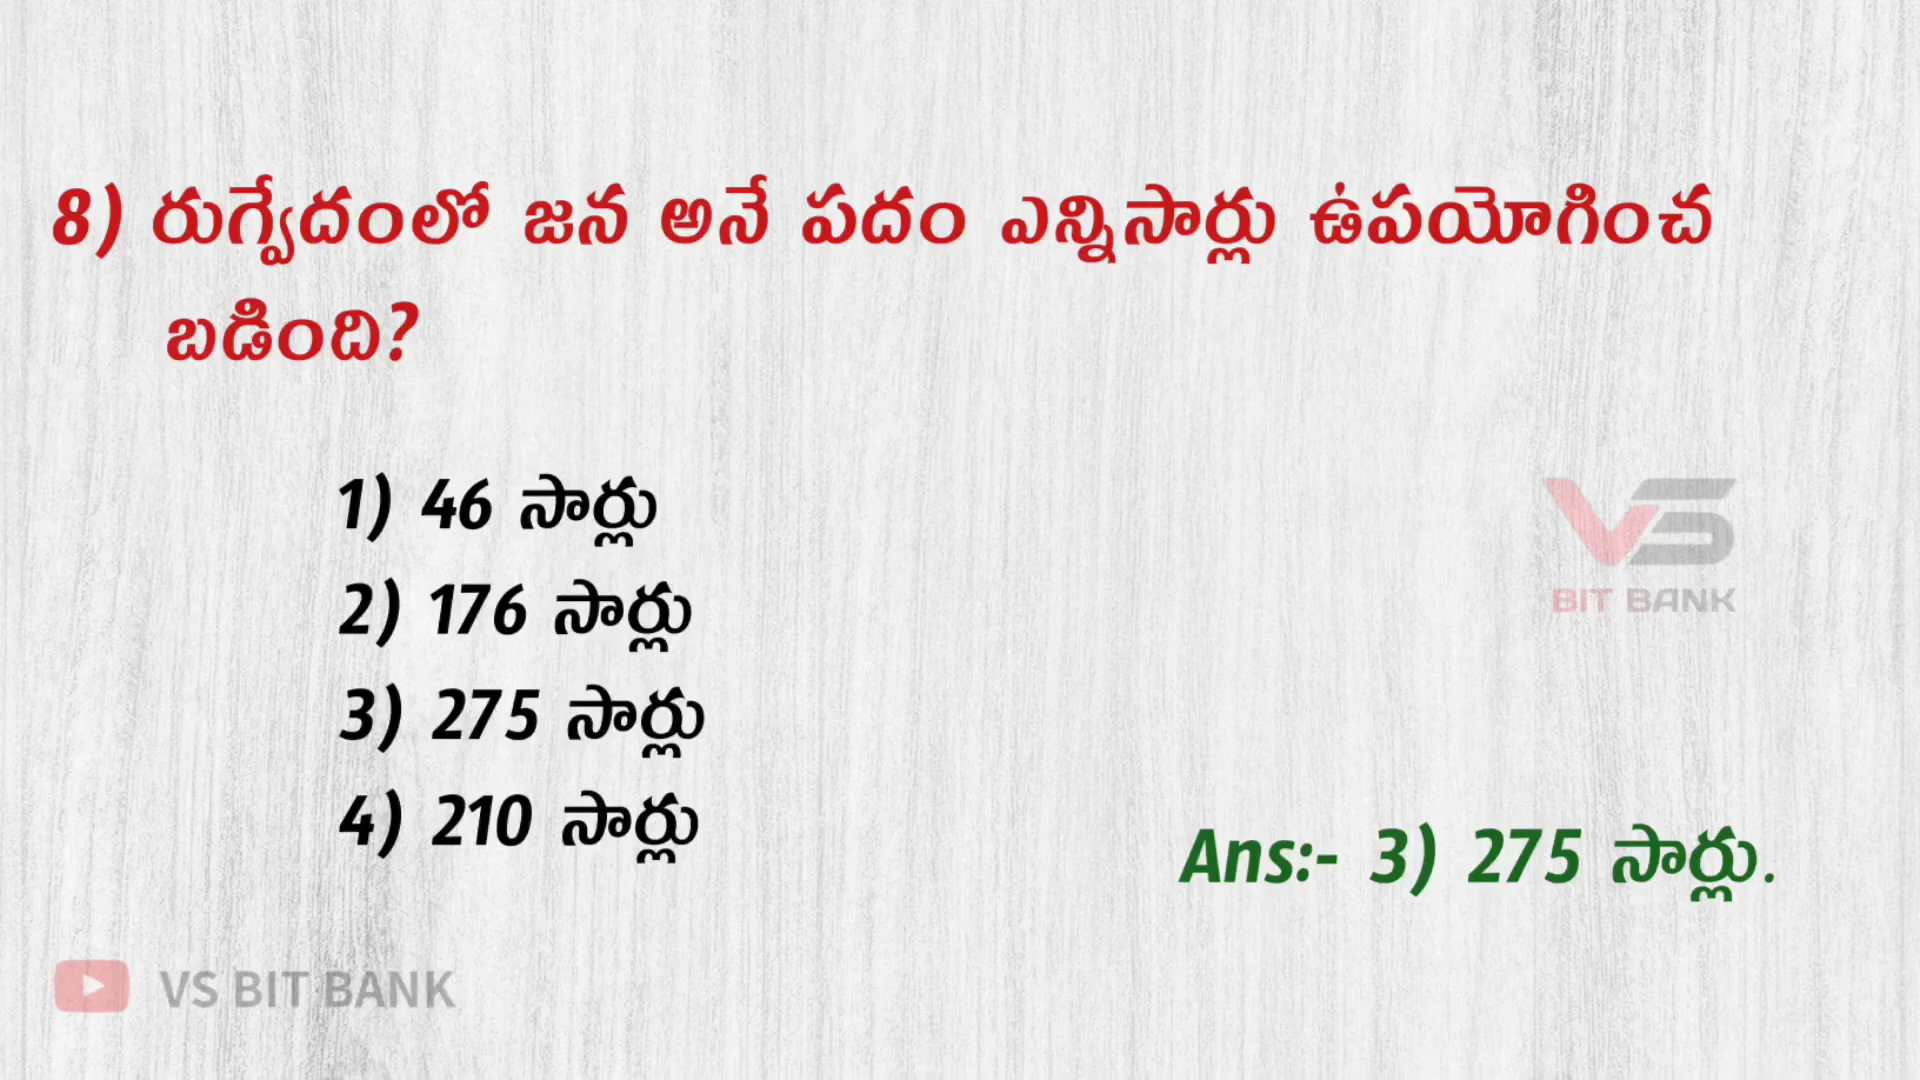 8) రుగ్వేదంలో జన అనే పదం ఎన్నిసార్లు ఉపయోగించ
బడింది?
1) 46 సార్లు
2) 176 సార్లు
3) 275 సార్లు
4) 210 సార్లు
VS
BIT BANK
Ans:- 3) 275 సార్లు.
VS BIT BANK